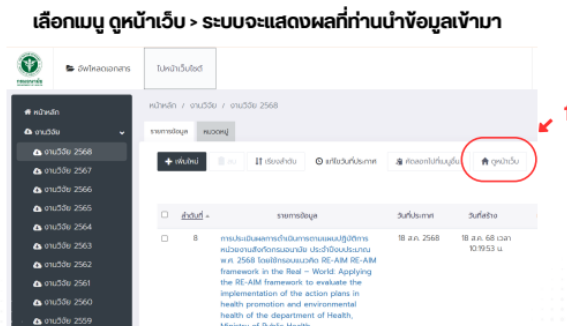 เลือกเมนู ดูหน้าเว็บ > ระบบจะแสดงผลที่ท่านนำข้อมูลเข้ามา
กรมอนามัย
อัพโหลดเอกสาร
ไปหน้าเว็บไซต์
หน้าหลัก
งานวิจัย
งานวิจัย 2568
งานวิจัย 2567
งานวิจัย 2566
งานวิจัย 2565
งานวิจัย 2564
งานวิจัย 2563
งานวิจัย 2562
งานวิจัย 2561
งานวิจัย 2560
งานวิจัย 2559
หน้าหลัก / งานวิจัย / งานวิจัย 2568
รายการข้อมูล หมวดหมู่
เพิ่มใหม่ ลบ เรียงลำดับ แก้ไขวันที่ประกาศ คัดลอกไปที่เมนูอื่น ดูหน้าเว็บ
ลำดับที่ รายการข้อมูล วันที่ประกาศ วันที่สร้าง
8 การประเมินผลการดำเนินการตามแผนปฏิบัติการ 18 ส.ค. 2568 18 ส.ค. 68 เวลา
หน่วยงานสังกัดกรมอนามัย ประจำปีงบประมาณ 10:19:53 น.
พ.ศ. 2568 โดยใช้กรอบแนวคิด RE-AIM RE-AIM
framework in the Real – World: Applying
the RE-AIM framework to evaluate the
implementation of the action plans in
health promotion and environmental
health of the department of Health,
Ministry of Public Health